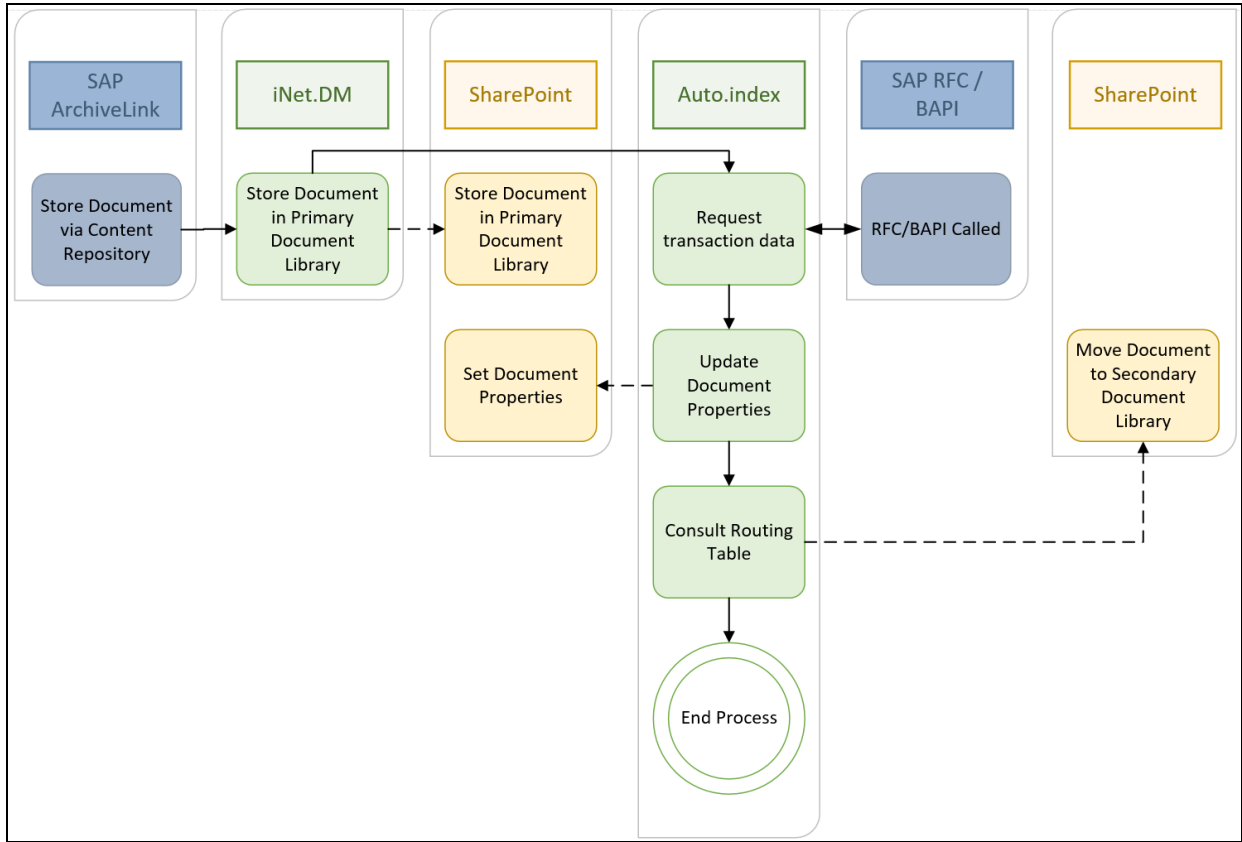 SAP
ArchiveLink
iNet.DM
SharePoint
Auto.index
SAP RFC /
BAPI
SharePoint
Store Document
via Content
Repository
Store Document
in Primary
Document
Library
Store Document
in Primary
Document
Library
Request
transaction data
RFC/BAPI Called
Set Document
Properties
Update
Document
Properties
Move Document
to Secondary
Document
Library
Consult Routing
Table
End Process